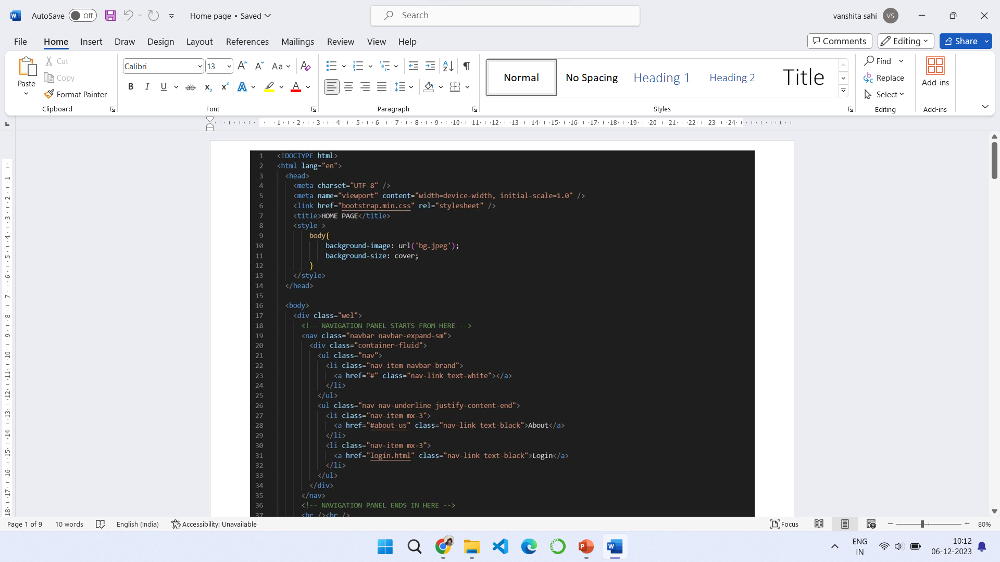 AutoSave Off Home page • Saved Search vanshita sahi VS
File Home Insert Draw Design Layout References Mailings Review View Help Comments Editing Share
Paste Cut Copy Format Painter Clipboard
Calibri 13 Aa Font
Paragraph
Normal No Spacing Heading 1 Heading 2 Title Styles
Find Replace Select Editing
Add-ins Add-ins
1 2 3 4 5 6 7 8 9 10 11 12 13 14 15 16 17 18 19 20 21 22 23 24
1 <!DOCTYPE html>
2 <html lang="en">
3 <head>
4 <meta charset="UTF-8" />
5 <meta name="viewport" content="width=device-width, initial-scale=1.0" />
6 <link href="bootstrap.min.css" rel="stylesheet" />
7 <title>HOME PAGE</title>
8 <style >
9 body{
10 background-image: url('bg.jpeg');
11 background-size: cover;
12 }
13 </style>
14 </head>
15
16 <body>
17 <div class="wel">
18 <!-- NAVIGATION PANEL STARTS FROM HERE -->
19 <nav class="navbar navbar-expand-sm">
20 <div class="container-fluid">
21 <ul class="nav">
22 <li class="nav-item navbar-brand">
23 <a href="#" class="nav-link text-white"></a>
24 </li>
25 </ul>
26 <ul class="nav nav-underline justify-content-end">
27 <li class="nav-item mx-3">
28 <a href="#about-us" class="nav-link text-black">About</a>
29 </li>
30 <li class="nav-item mx-3">
31 <a href="login.html" class="nav-link text-black">Login</a>
32 </li>
33 </ul>
34 </div>
35 </nav>
36 <!-- NAVIGATION PANEL ENDS IN HERE -->
37 <br /><br />
Page 1 of 9 10 words English (India) Accessibility: Unavailable Focus 80%
ENG
IN
10:12
06-12-2023